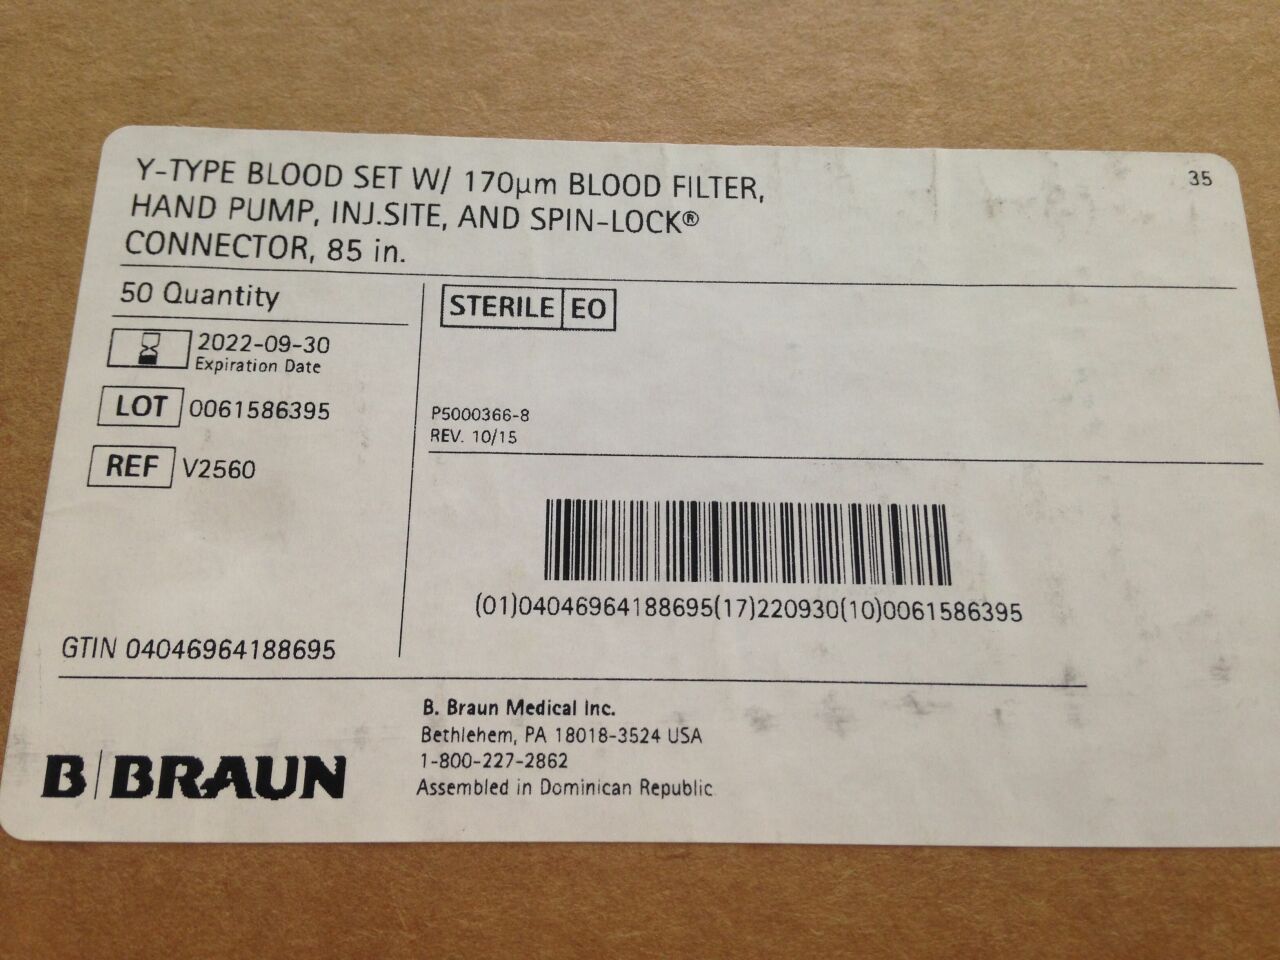 Y-TYPE BLOOD SET W/ 170µm BLOOD FILTER,
HAND PUMP, INJ.SITE, AND SPIN-LOCK®
CONNECTOR, 85 in.
35
50 Quantity
STERILE EO
2022-09-30
Expiration Date
LOT 0061586395
REF V2560
P5000366-8
REV. 10/15
(01)04046964188695(17)220930(10)0061586395
GTIN 04046964188695
B BRAUN
B. Braun Medical Inc.
Bethlehem, PA 18018-3524 USA
1-800-227-2862
Assembled in Dominican Republic